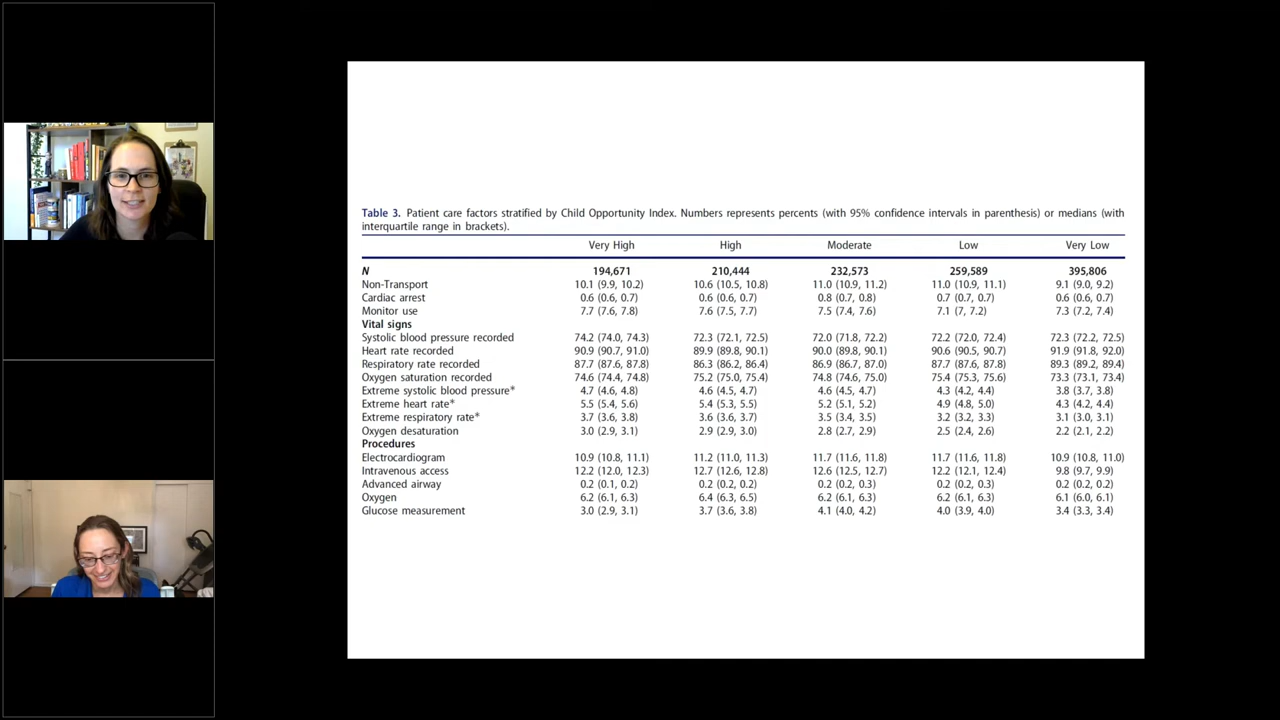 Table 3. Patient care factors stratified by Child Opportunity Index. Numbers represents percents (with 95% confidence intervals in parenthesis) or medians (with
interquartile range in brackets).
Very High High Moderate Low Very Low
N 194,671 210,444 232,573 259,589 395,806
Non-Transport 10.1 (9.9, 10.2) 10.6 (10.5, 10.8) 11.0 (10.9, 11.2) 11.0 (10.9, 11.1) 9.1 (9.0, 9.2)
Cardiac arrest 0.6 (0.6, 0.7) 0.6 (0.6, 0.7) 0.8 (0.7, 0.8) 0.7 (0.7, 0.7) 0.6 (0.6, 0.7)
Monitor use 7.7 (7.6, 7.8) 7.6 (7.5, 7.7) 7.5 (7.4, 7.6) 7.1 (7, 7.2) 7.3 (7.2, 7.4)
Vital signs
Systolic blood pressure recorded 74.2 (74.0, 74.3) 72.3 (72.1, 72.5) 72.0 (71.8, 72.2) 72.2 (72.0, 72.4) 72.3 (72.2, 72.5)
Heart rate recorded 90.9 (90.7, 91.0) 89.9 (89.8, 90.1) 90.0 (89.8, 90.1) 90.6 (90.5, 90.7) 91.9 (91.8, 92.0)
Respiratory rate recorded 87.7 (87.6, 87.8) 86.3 (86.2, 86.4) 86.9 (86.7, 87.0) 87.7 (87.6, 87.8) 89.3 (89.2, 89.4)
Oxygen saturation recorded 74.6 (74.4, 74.8) 75.2 (75.0, 75.4) 74.8 (74.6, 75.0) 75.4 (75.3, 75.6) 73.3 (73.1, 73.4)
Extreme systolic blood pressure* 4.7 (4.6, 4.8) 4.6 (4.5, 4.7) 4.6 (4.5, 4.7) 4.3 (4.2, 4.4) 3.8 (3.7, 3.8)
Extreme heart rate* 5.5 (5.4, 5.6) 5.4 (5.3, 5.5) 5.2 (5.1, 5.2) 4.9 (4.8, 5.0) 4.3 (4.2, 4.4)
Extreme respiratory rate* 3.7 (3.6, 3.8) 3.6 (3.6, 3.7) 3.5 (3.4, 3.5) 3.2 (3.2, 3.3) 3.1 (3.0, 3.1)
Oxygen desaturation 3.0 (2.9, 3.1) 2.9 (2.9, 3.0) 2.8 (2.7, 2.9) 2.5 (2.4, 2.6) 2.2 (2.1, 2.2)
Procedures
Electrocardiogram 10.9 (10.8, 11.1) 11.2 (11.0, 11.3) 11.7 (11.6, 11.8) 11.7 (11.6, 11.8) 10.9 (10.8, 11.0)
Intravenous access 12.2 (12.0, 12.3) 12.7 (12.6, 12.8) 12.6 (12.5, 12.7) 12.2 (12.1, 12.4) 9.8 (9.7, 9.9)
Advanced airway 0.2 (0.1, 0.2) 0.2 (0.2, 0.2) 0.2 (0.2, 0.3) 0.2 (0.2, 0.3) 0.2 (0.2, 0.2)
Oxygen 6.2 (6.1, 6.3) 6.4 (6.3, 6.5) 6.2 (6.1, 6.3) 6.2 (6.1, 6.3) 6.1 (6.0, 6.1)
Glucose measurement 3.0 (2.9, 3.1) 3.7 (3.6, 3.8) 4.1 (4.0, 4.2) 4.0 (3.9, 4.0) 3.4 (3.3, 3.4)